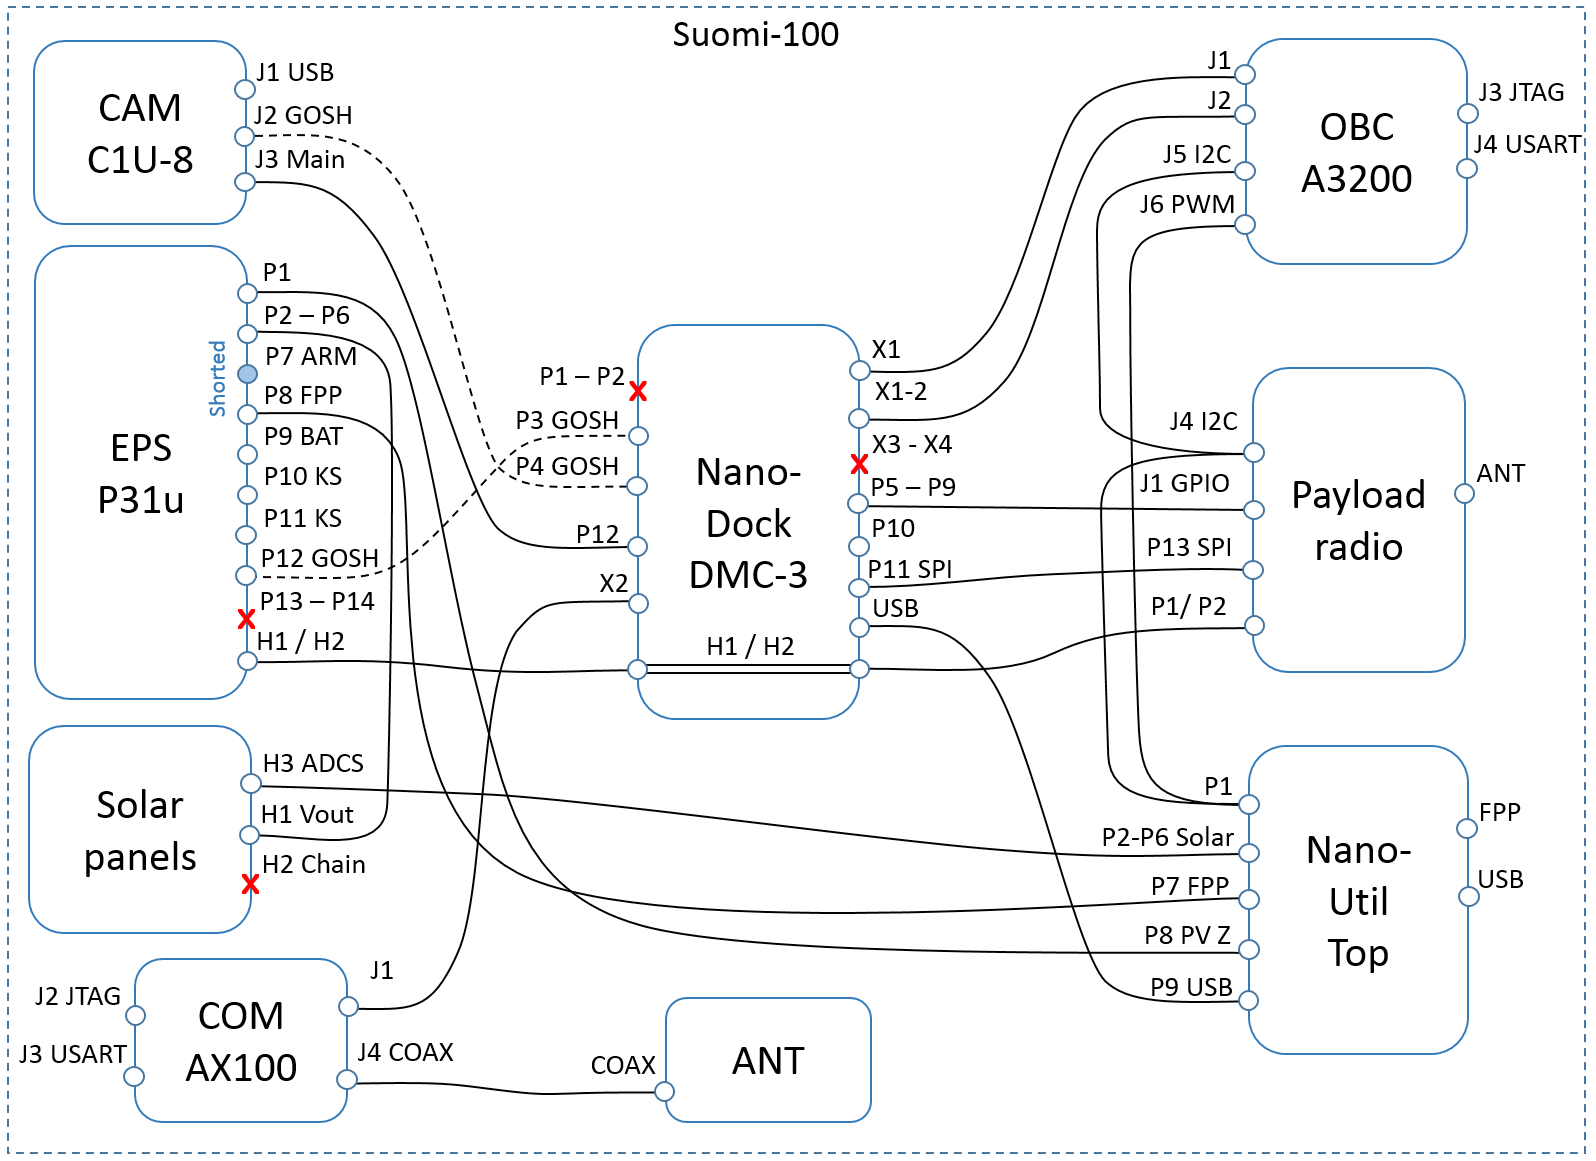 Suomi-100
CAM
C1U-8
J1 USB
J2 GOSH
J3 Main
EPS
P31u
Shorted
P1
P2 – P6
P7 ARM
P8 FPP
P9 BAT
P10 KS
P11 KS
P12 GOSH
P13 – P14
H1 / H2
Solar
panels
H3 ADCS
H1 Vout
H2 Chain
COM
AX100
J2 JTAG
J3 USART
J1
J4 COAX
COAX
ANT
Nano-
Dock
DMC-3
P1 – P2
P3 GOSH
P4 GOSH
P12
X2
H1 / H2
X1
X1-2
X3 - X4
P5 – P9
P10
P11 SPI
USB
OBC
A3200
J1
J2
J5 I2C
J6 PWM
J3 JTAG
J4 USART
Payload
radio
J4 I2C
J1 GPIO
P13 SPI
P1/ P2
ANT
Nano-
Util
Top
P1
P2-P6 Solar
P7 FPP
P8 PV Z
P9 USB
FPP
USB